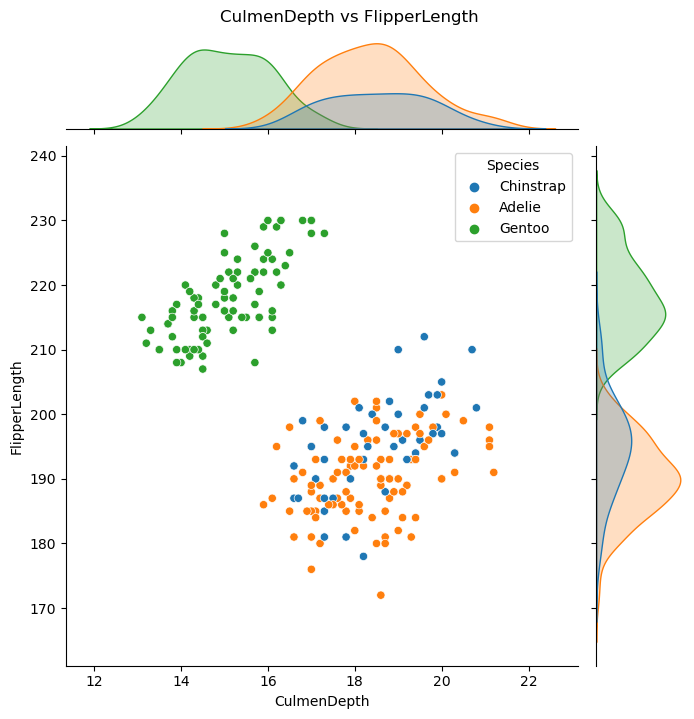 CulmenDepth vs FlipperLength
Species
Chinstrap
Adelie
Gentoo
240
230
220
210
200
190
180
170
FlipperLength
12 14 16 18 20 22
CulmenDepth